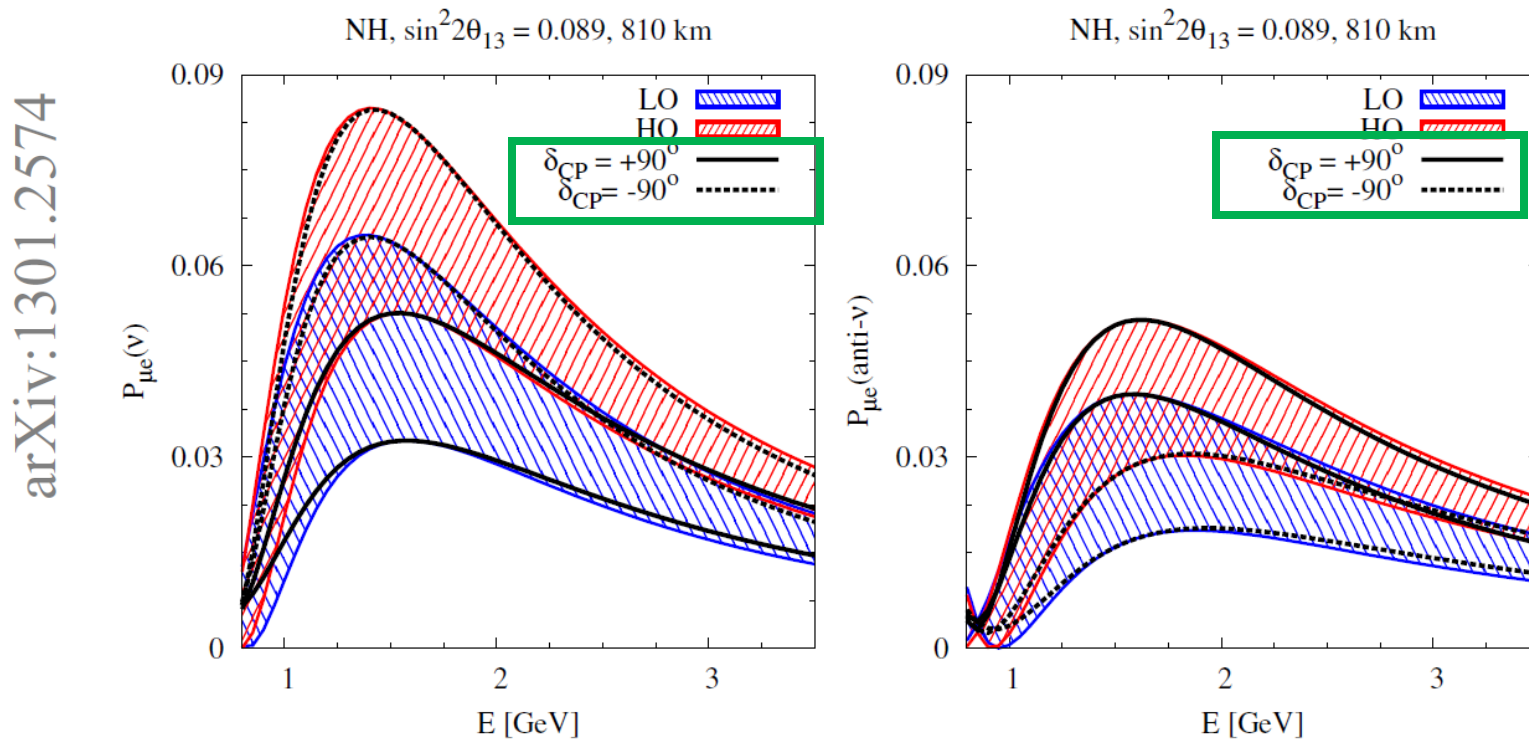 arXiv:1301.2574
NH, sin²2θ₁₃ = 0.089, 810 km
0.09
0.06
0.03
0
LO
HO
δCP = +90°
δCP= -90°
Pμe(ν)
1
2
3
E [GeV]
NH, sin²2θ₁₃ = 0.089, 810 km
0.09
0.06
0.03
0
LO
HO
δCP = +90°
δCP= -90°
Pμe(anti-ν)
1
2
3
E [GeV]